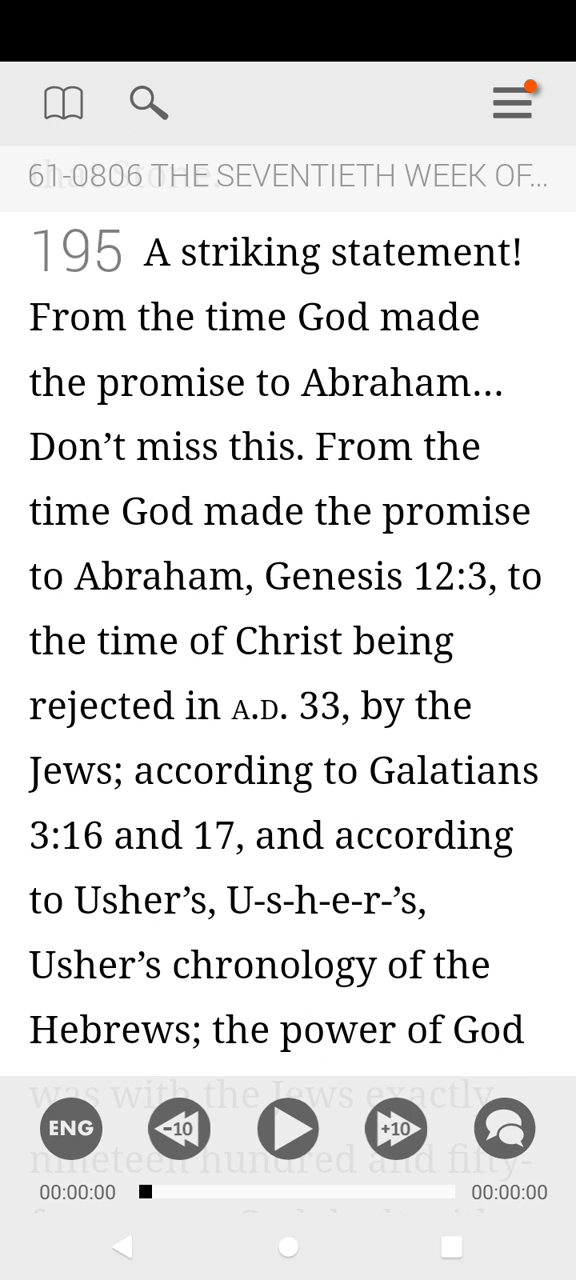 61-0806 THE SEVENTIETH WEEK OF...
195 A striking statement!
From the time God made
the promise to Abraham...
Don’t miss this. From the
time God made the promise
to Abraham, Genesis 12:3, to
the time of Christ being
rejected in A.D. 33, by the
Jews; according to Galatians
3:16 and 17, and according
to Usher’s, U-s-h-e-r-’s,
Usher’s chronology of the
Hebrews; the power of God
was with the Jews exactly
nineteen hundred and fifty-
ENG -10 +10
00:00:00 00:00:00